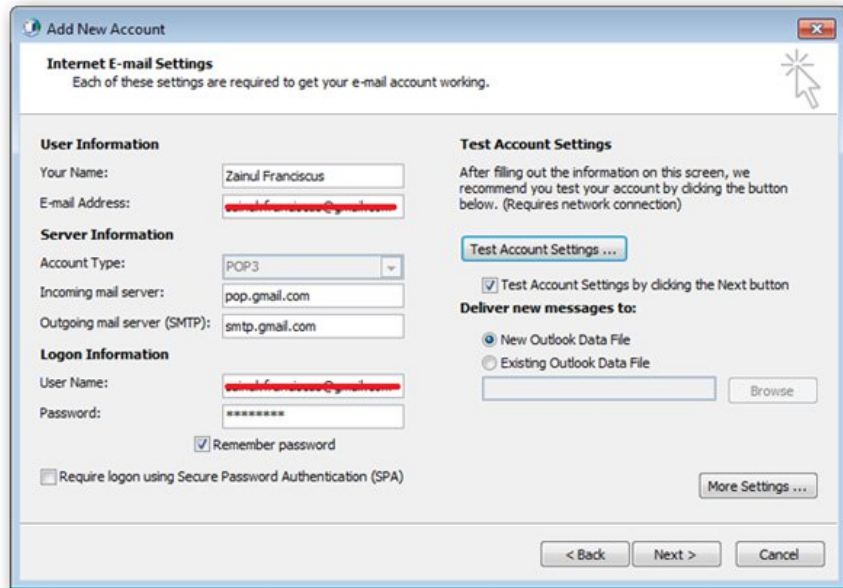 Add New Account
Internet E-mail Settings
Each of these settings are required to get your e-mail account working.
User Information
Your Name:
Zainul Franciscus
E-mail Address:
Server Information
Account Type:
POP3
Incoming mail server:
pop.gmail.com
Outgoing mail server (SMTP):
smtp.gmail.com
Logon Information
User Name:
Password:
********
Remember password
Require logon using Secure Password Authentication (SPA)
Test Account Settings
After filling out the information on this screen, we
recommend you test your account by clicking the button
below. (Requires network connection)
Test Account Settings ...
Test Account Settings by clicking the Next button
Deliver new messages to:
New Outlook Data File
Existing Outlook Data File
Browse
More Settings ...
< Back
Next >
Cancel